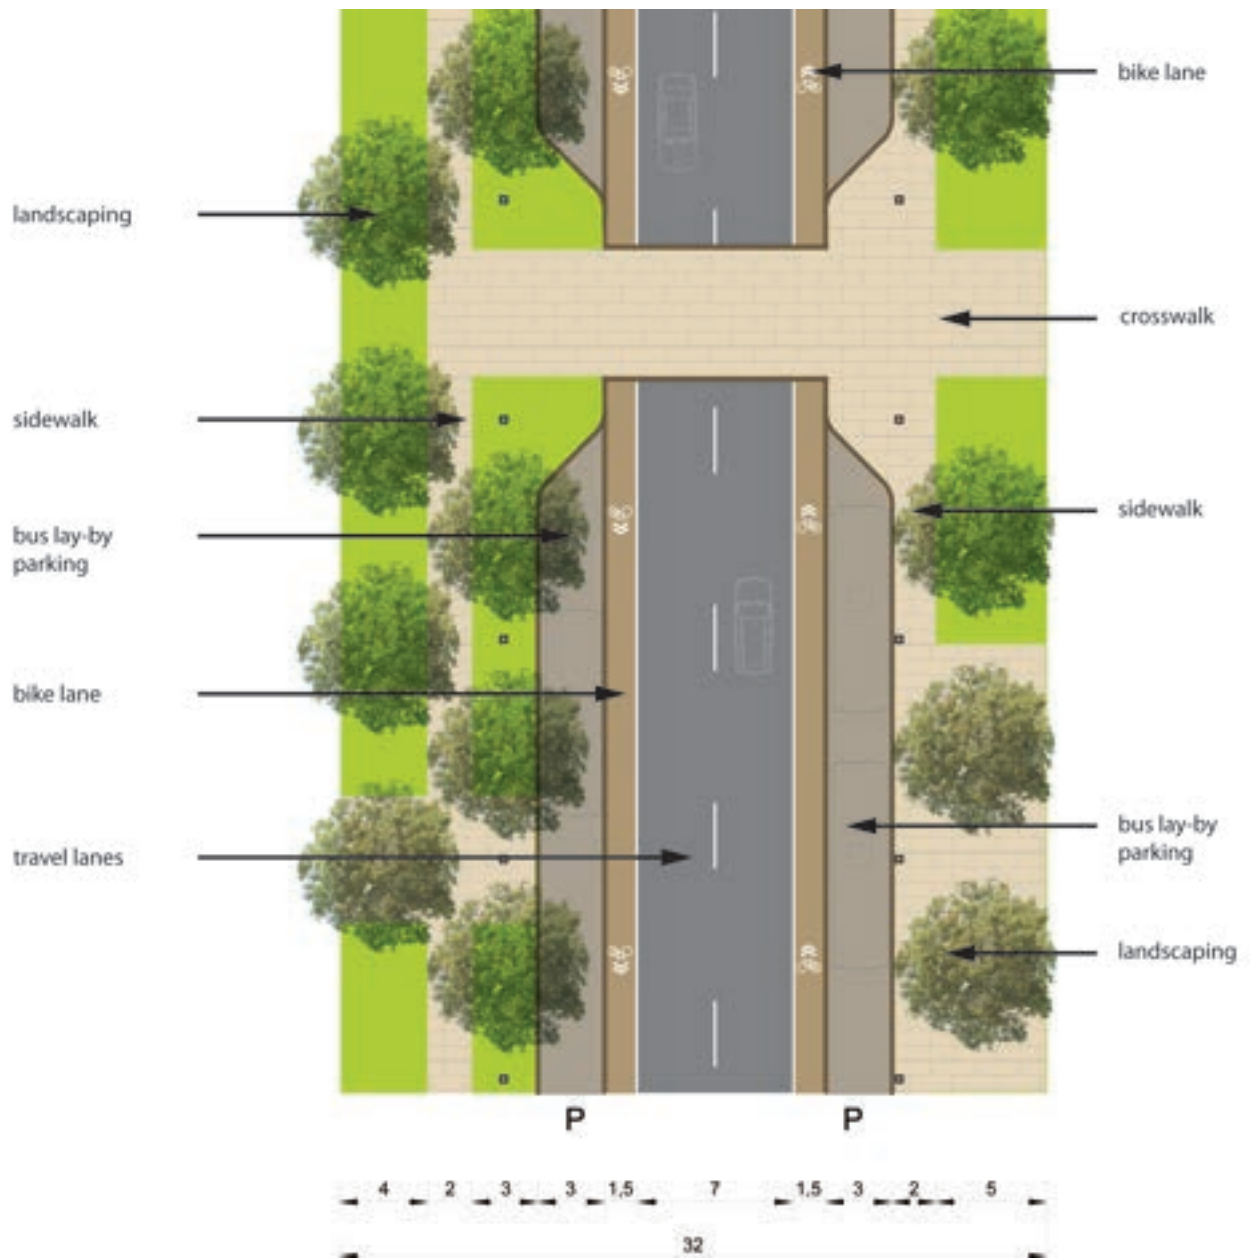 bike lane
landscaping
crosswalk
sidewalk
sidewalk
bus lay-by
parking
bike lane
bus lay-by
parking
travel lanes
landscaping
P P
4 2 3 3 1,5 7 1,5 3 2 5
32